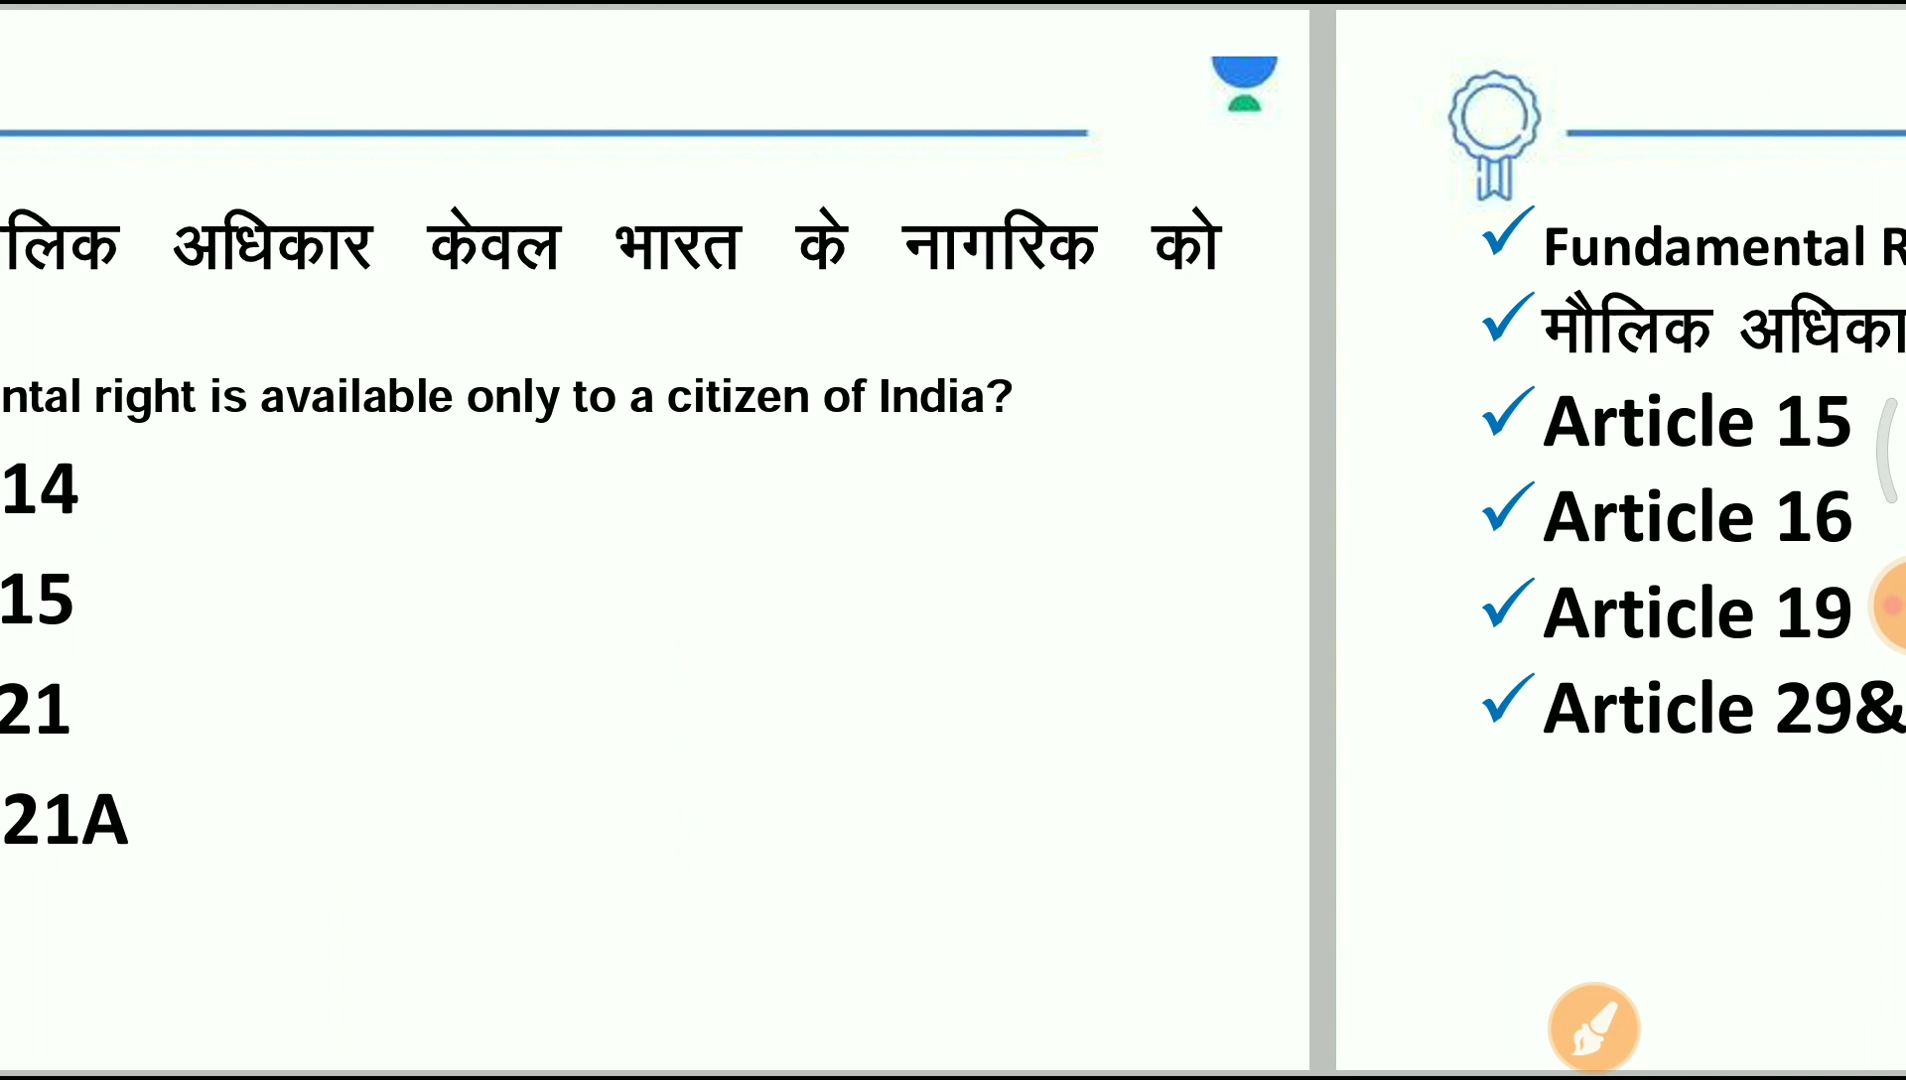 लिक अधिकार केवल भारत के नागरिक को
ntal right is available only to a citizen of India?
14
15
21
21A
Fundamental R
मौलिक अधिका
Article 15
Article 16
Article 19
Article 29&